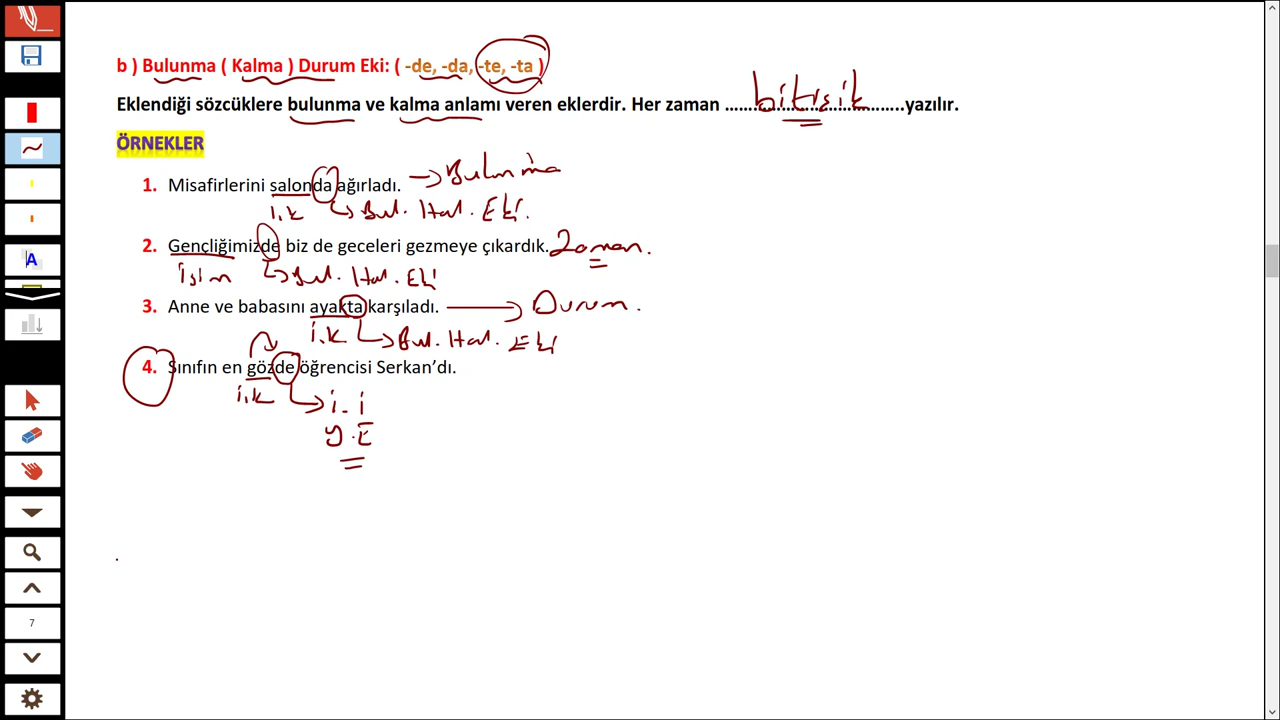 b ) Bulunma ( Kalma ) Durum Eki: ( -de, -da, -te, -ta )
Eklendiği sözcüklere bulunma ve kalma anlamı veren eklerdir. Her zaman ...... bitişik ......yazılır.
ÖRNEKLER
1. Misafirlerini salonda ağırladı. → Bulunma
i.k → Bul. Hal. Eki.
2. Gençliğimizde biz de geceleri gezmeye çıkardık. Zaman.
İsim → Bul. Hal. Eki
3. Anne ve babasını ayakta karşıladı. → Durum.
i.k → Bul. Hal. Eki
4. Sınıfın en gözde öğrencisi Serkan’dı.
i.k → i. i
y.E
A
7